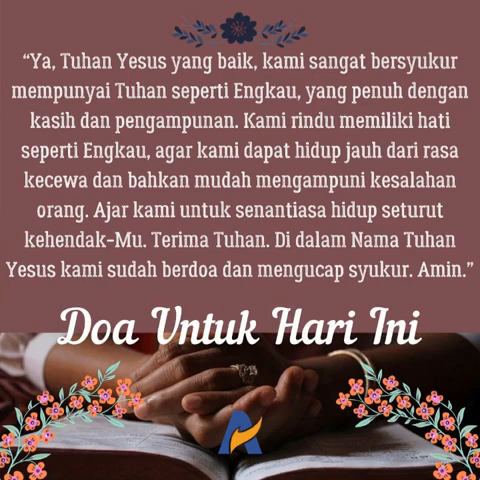 “Ya, Tuhan Yesus yang baik, kami sangat bersyukur
mempunyai Tuhan seperti Engkau, yang penuh dengan
kasih dan pengampunan. Kami rindu memiliki hati
seperti Engkau, agar kami dapat hidup jauh dari rasa
kecewa dan bahkan mudah mengampuni kesalahan
orang. Ajar kami untuk senantiasa hidup seturut
kehendak-Mu. Terima Tuhan. Di dalam Nama Tuhan
Yesus kami sudah berdoa dan mengucap syukur. Amin.”
Doa Untuk Hari Ini